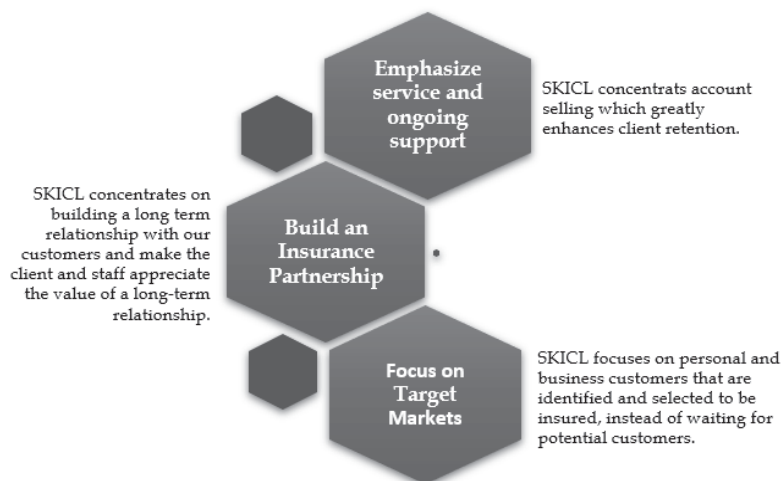 Emphasize
service and
ongoing
support
SKICL concentrats account
selling which greatly
enhances client retention.
SKICL concentrates on
building a long term
relationship with our
customers and make the
client and staff appreciate
the value of a long-term
relationship.
Build an
Insurance
Partnership
Focus on
Target
Markets
SKICL focuses on personal and
business customers that are
identified and selected to be
insured, instead of waiting for
potential customers.